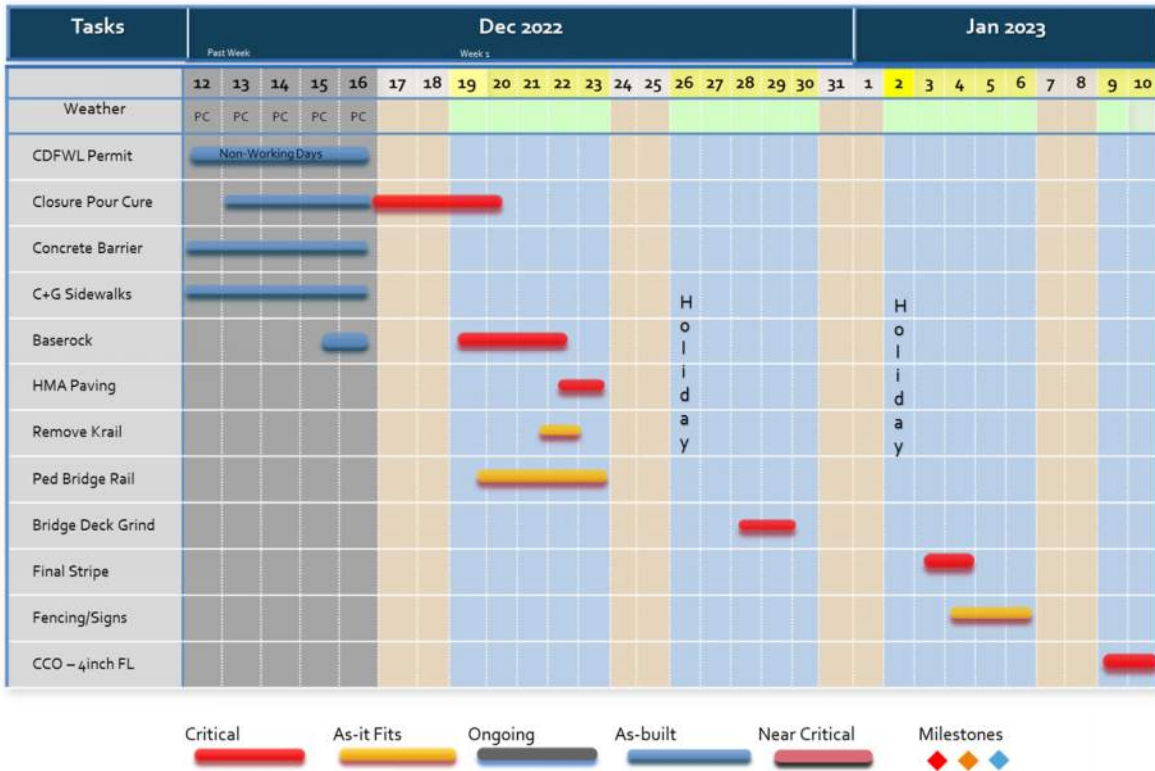 Tasks Dec 2022 Jan 2023
Past Week Week 1
12 13 14 15 16 17 18 19 20 21 22 23 24 25 26 27 28 29 30 31 1 2 3 4 5 6 7 8 9 10
Weather PC PC PC PC PC
CDFWL Permit Non-Working Days
Closure Pour Cure
Concrete Barrier
C+G Sidewalks
Baserock
HMA Paving
Remove Krail
Ped Bridge Rail
Bridge Deck Grind
Final Stripe
Fencing/Signs
CCO – 4inch FL
Holiday
Holiday
Critical As-it Fits Ongoing As-built Near Critical Milestones